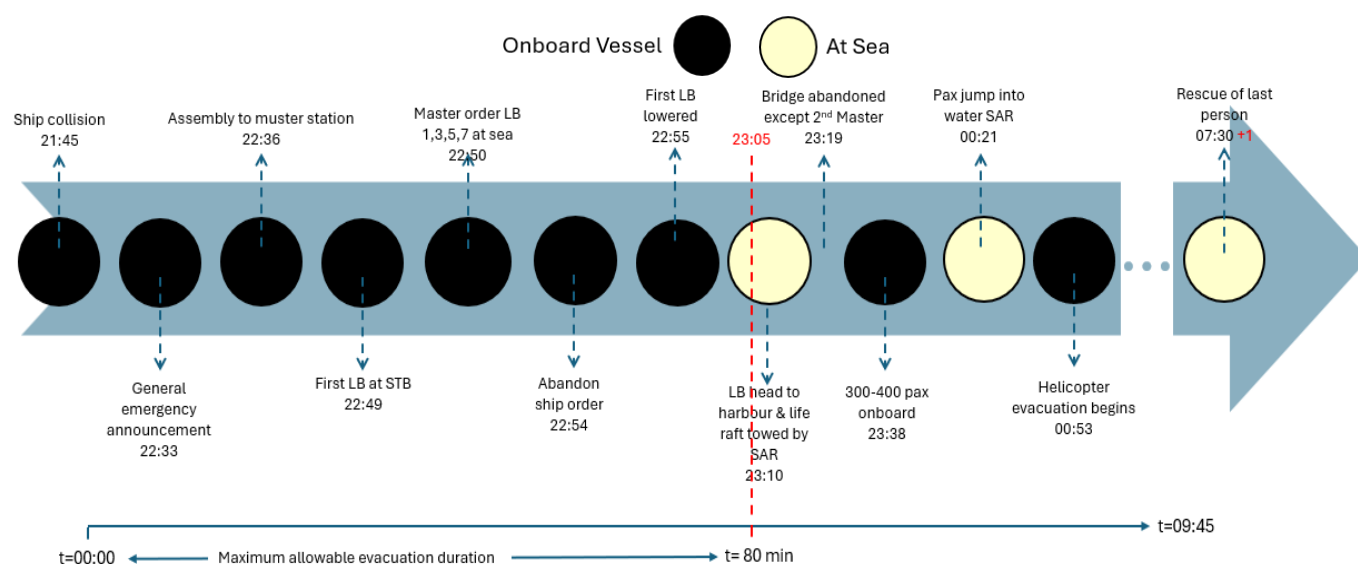 Onboard Vessel
At Sea
Ship collision
21:45
Assembly to muster station
22:36
Master order LB
1,3,5,7 at sea
22:50
First LB
lowered
22:55
23:05
Bridge abandoned
except 2nd Master
23:19
Pax jump into
water SAR
00:21
Rescue of last
person
07:30 +1
General
emergency
announcement
22:33
First LB at STB
22:49
Abandon
ship order
22:54
LB head to
harbour & life
raft towed by
SAR
23:10
300-400 pax
onboard
23:38
Helicopter
evacuation begins
00:53
t=09:45
t=00:00
Maximum allowable evacuation duration
t= 80 min